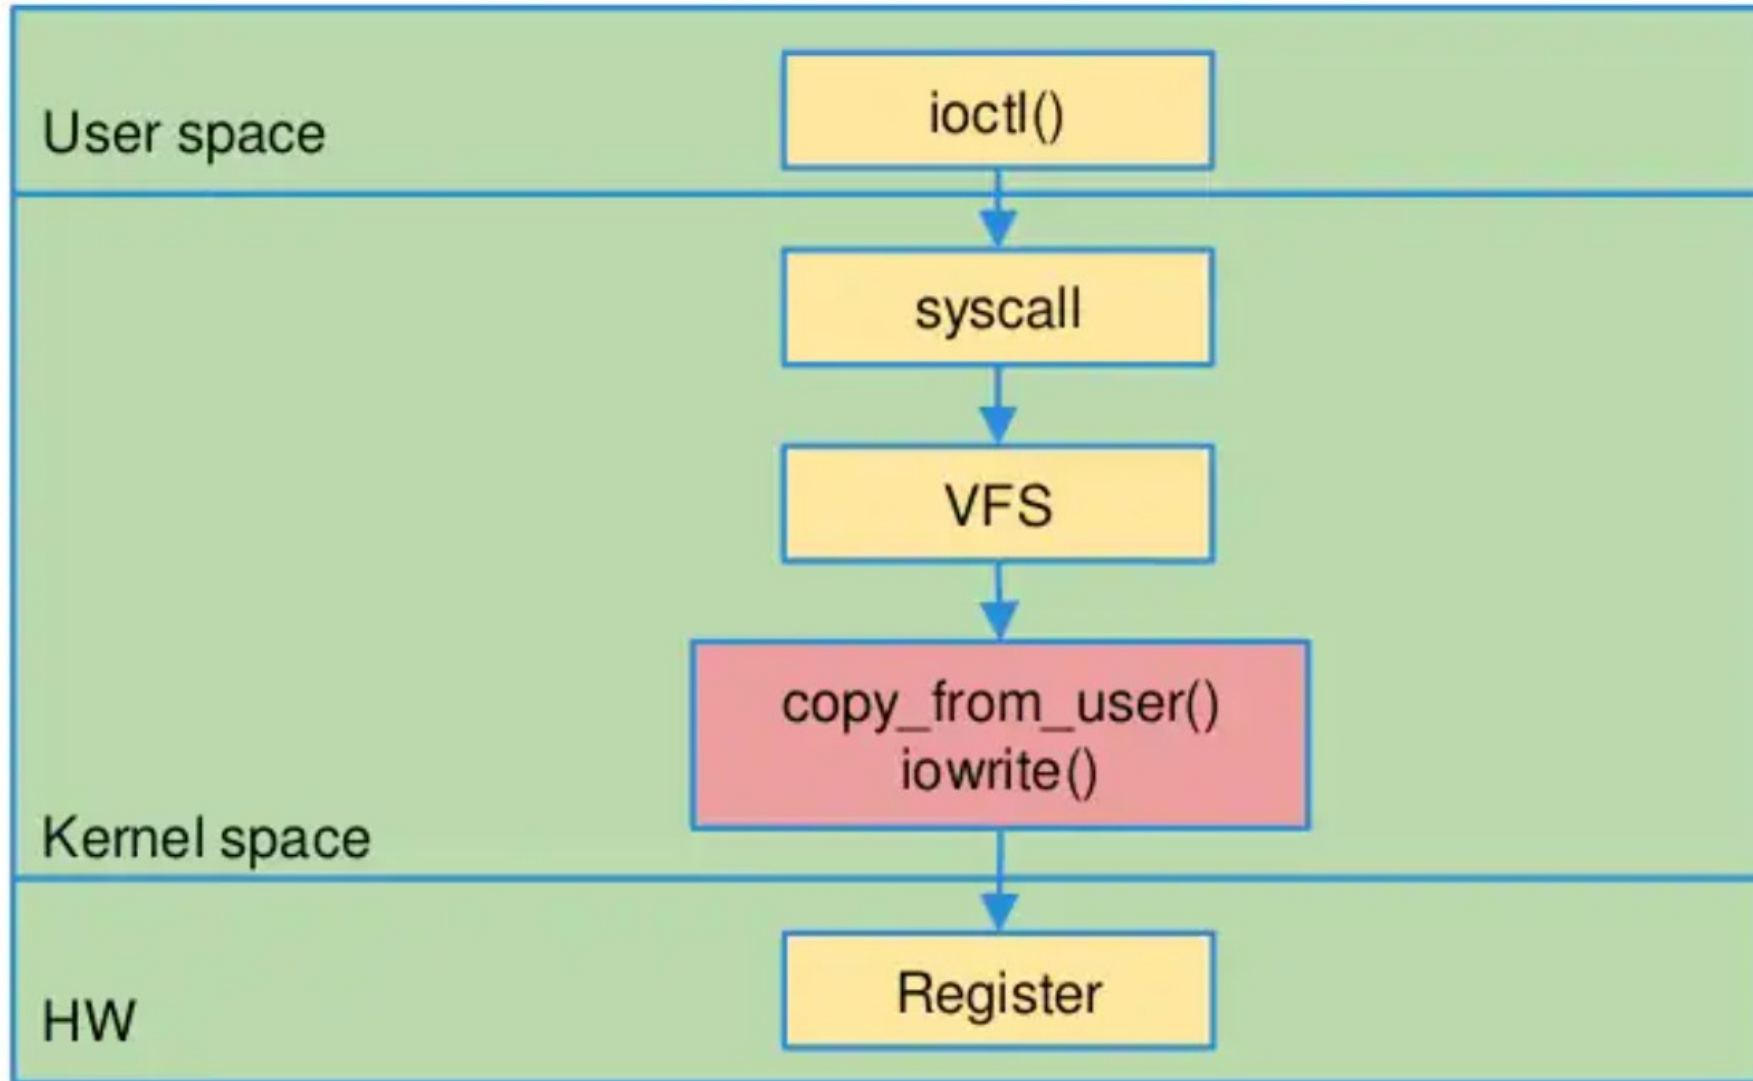 ioctl()
User space
syscall
VFS
copy_from_user()
iowrite()
Kernel space
Register
HW